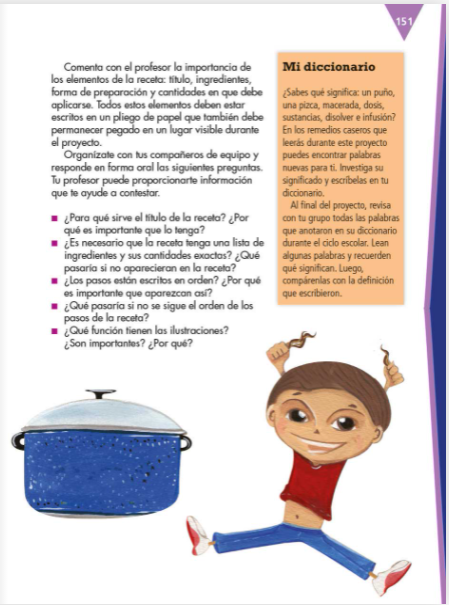 151
Comenta con el profesor la importancia de
los elementos de la receta: título, ingredientes,
forma de preparación y cantidades en que debe
aplicarse. Todos estos elementos deben estar
escritos en un pliego de papel que también debe
permanecer pegado en un lugar visible durante
el proyecto.
Organízate con tus compañeros de equipo y
responde en forma oral las siguientes preguntas.
Tu profesor puede proporcionarte información
que te ayude a contestar.
■ ¿Para qué sirve el título de la receta? ¿Por
qué es importante que lo tenga?
■ ¿Es necesario que la receta tenga una lista de
ingredientes y sus cantidades exactas? ¿Qué
pasaría si no aparecieran en la receta?
■ ¿Los pasos están escritos en orden? ¿Por qué
es importante que aparezcan así?
■ ¿Qué pasaría si no se sigue el orden de los
pasos de la receta?
■ ¿Qué función tienen las ilustraciones?
¿Son importantes? ¿Por qué?
Mi diccionario
¿Sabes qué significa: un puño,
una pizca, macerada, dosis,
sustancias, disolver e infusión?
En los remedios caseros que
leerás durante este proyecto
puedes encontrar palabras
nuevas para ti. Investiga su
significado y escríbelas en tu
diccionario.
Al final del proyecto, revisa
con tu grupo todas las palabras
que anotaron en su diccionario
durante el ciclo escolar. Lean
algunas palabras y recuerden
qué significan. Luego,
compárenlas con la definición
que escribieron.